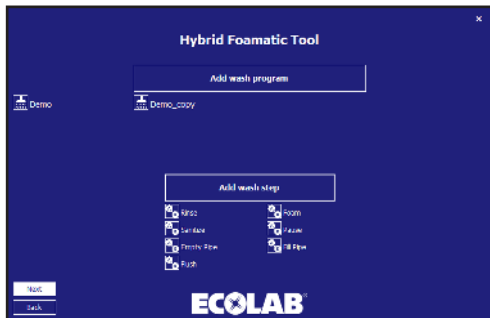 ×
Hybrid Foamatic Tool
Add wash program
Demo
Demo_copy
Add wash step
Rinse
Foam
Sanitize
Pause
Empty Pipe
Fill Pipe
Flush
Next
Back
ECOLAB®